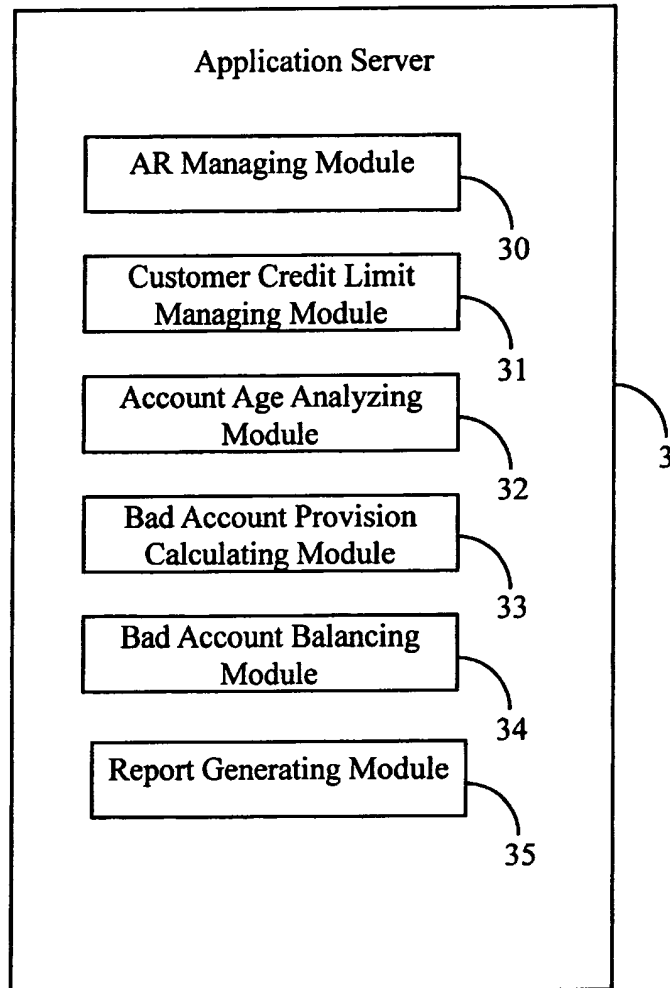 Application Server
AR Managing Module
30
Customer Credit Limit
Managing Module
31
Account Age Analyzing
Module
32
3
Bad Account Provision
Calculating Module
33
Bad Account Balancing
Module
34
Report Generating Module
35